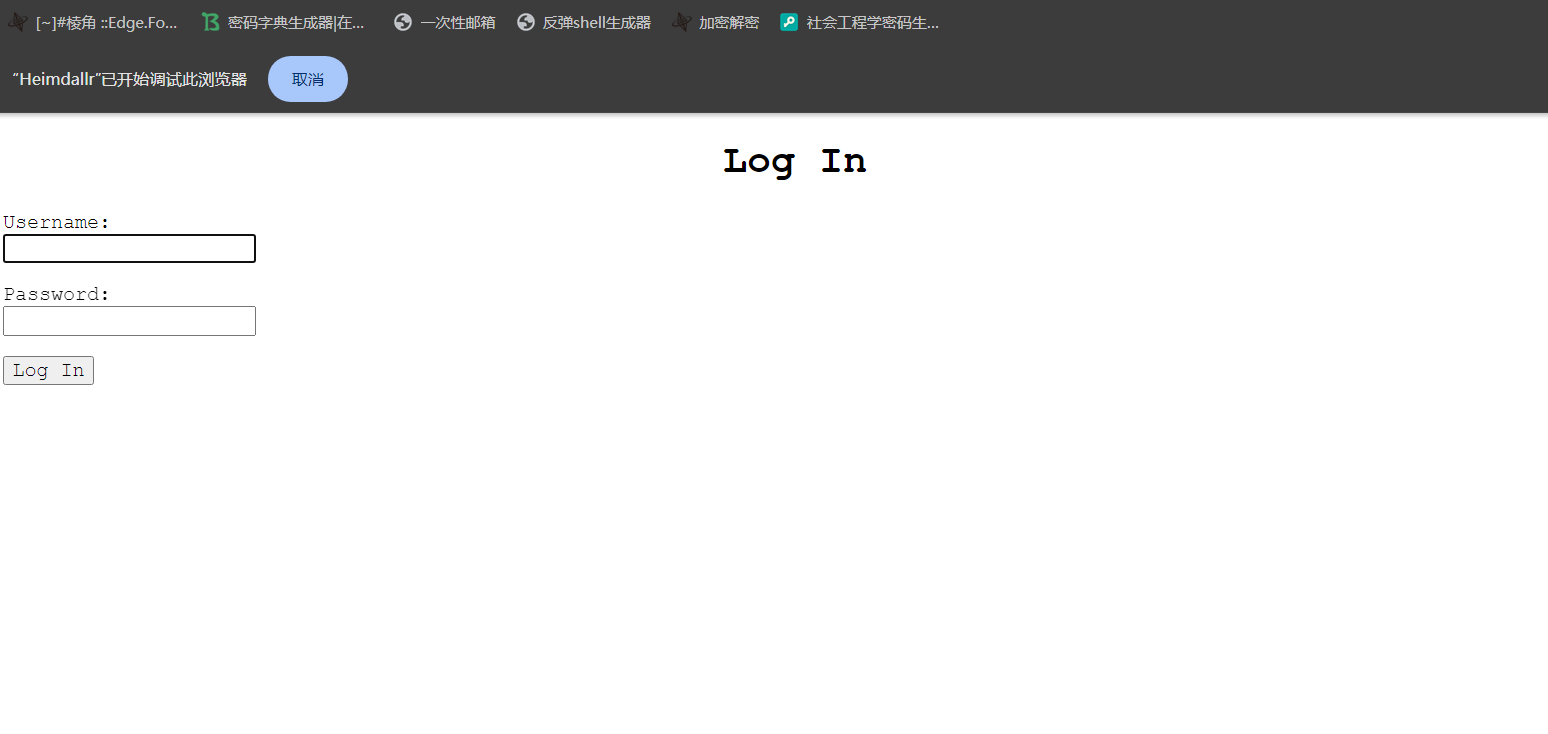 [~]#棱角 ::Edge.Fo... 密码字典生成器|在... 一次性邮箱 反弹shell生成器 加密解密 社会工程学密码生...
"Heimdallr"已开始调试此浏览器 取消
Log In
Username:
Password:
Log In